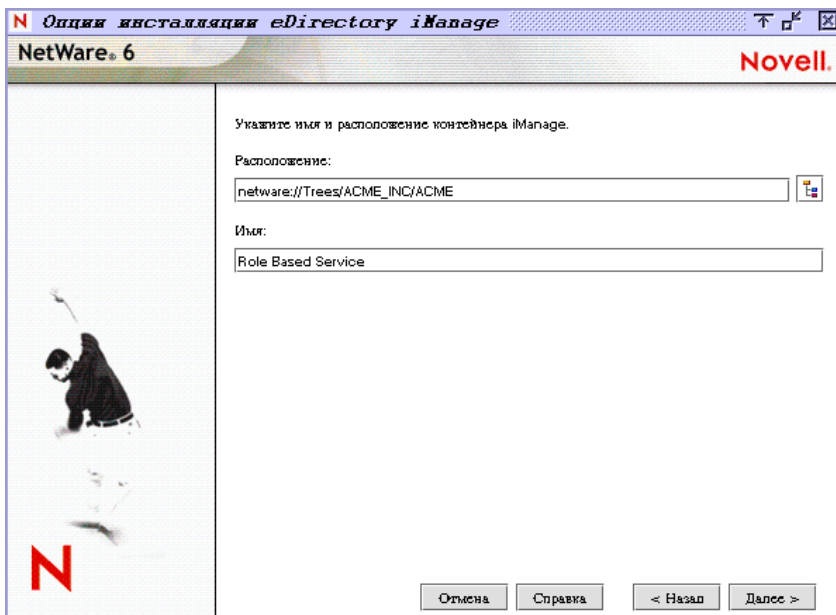 N Опции инсталляции eDirectory iManage
NetWare® 6
Novell.
Укажите имя и расположение контейнера iManage.
Расположение:
netware://Trees/ACME_INC/ACME
Имя:
Role Based Service
N
Отмена Справка < Назад Далее >